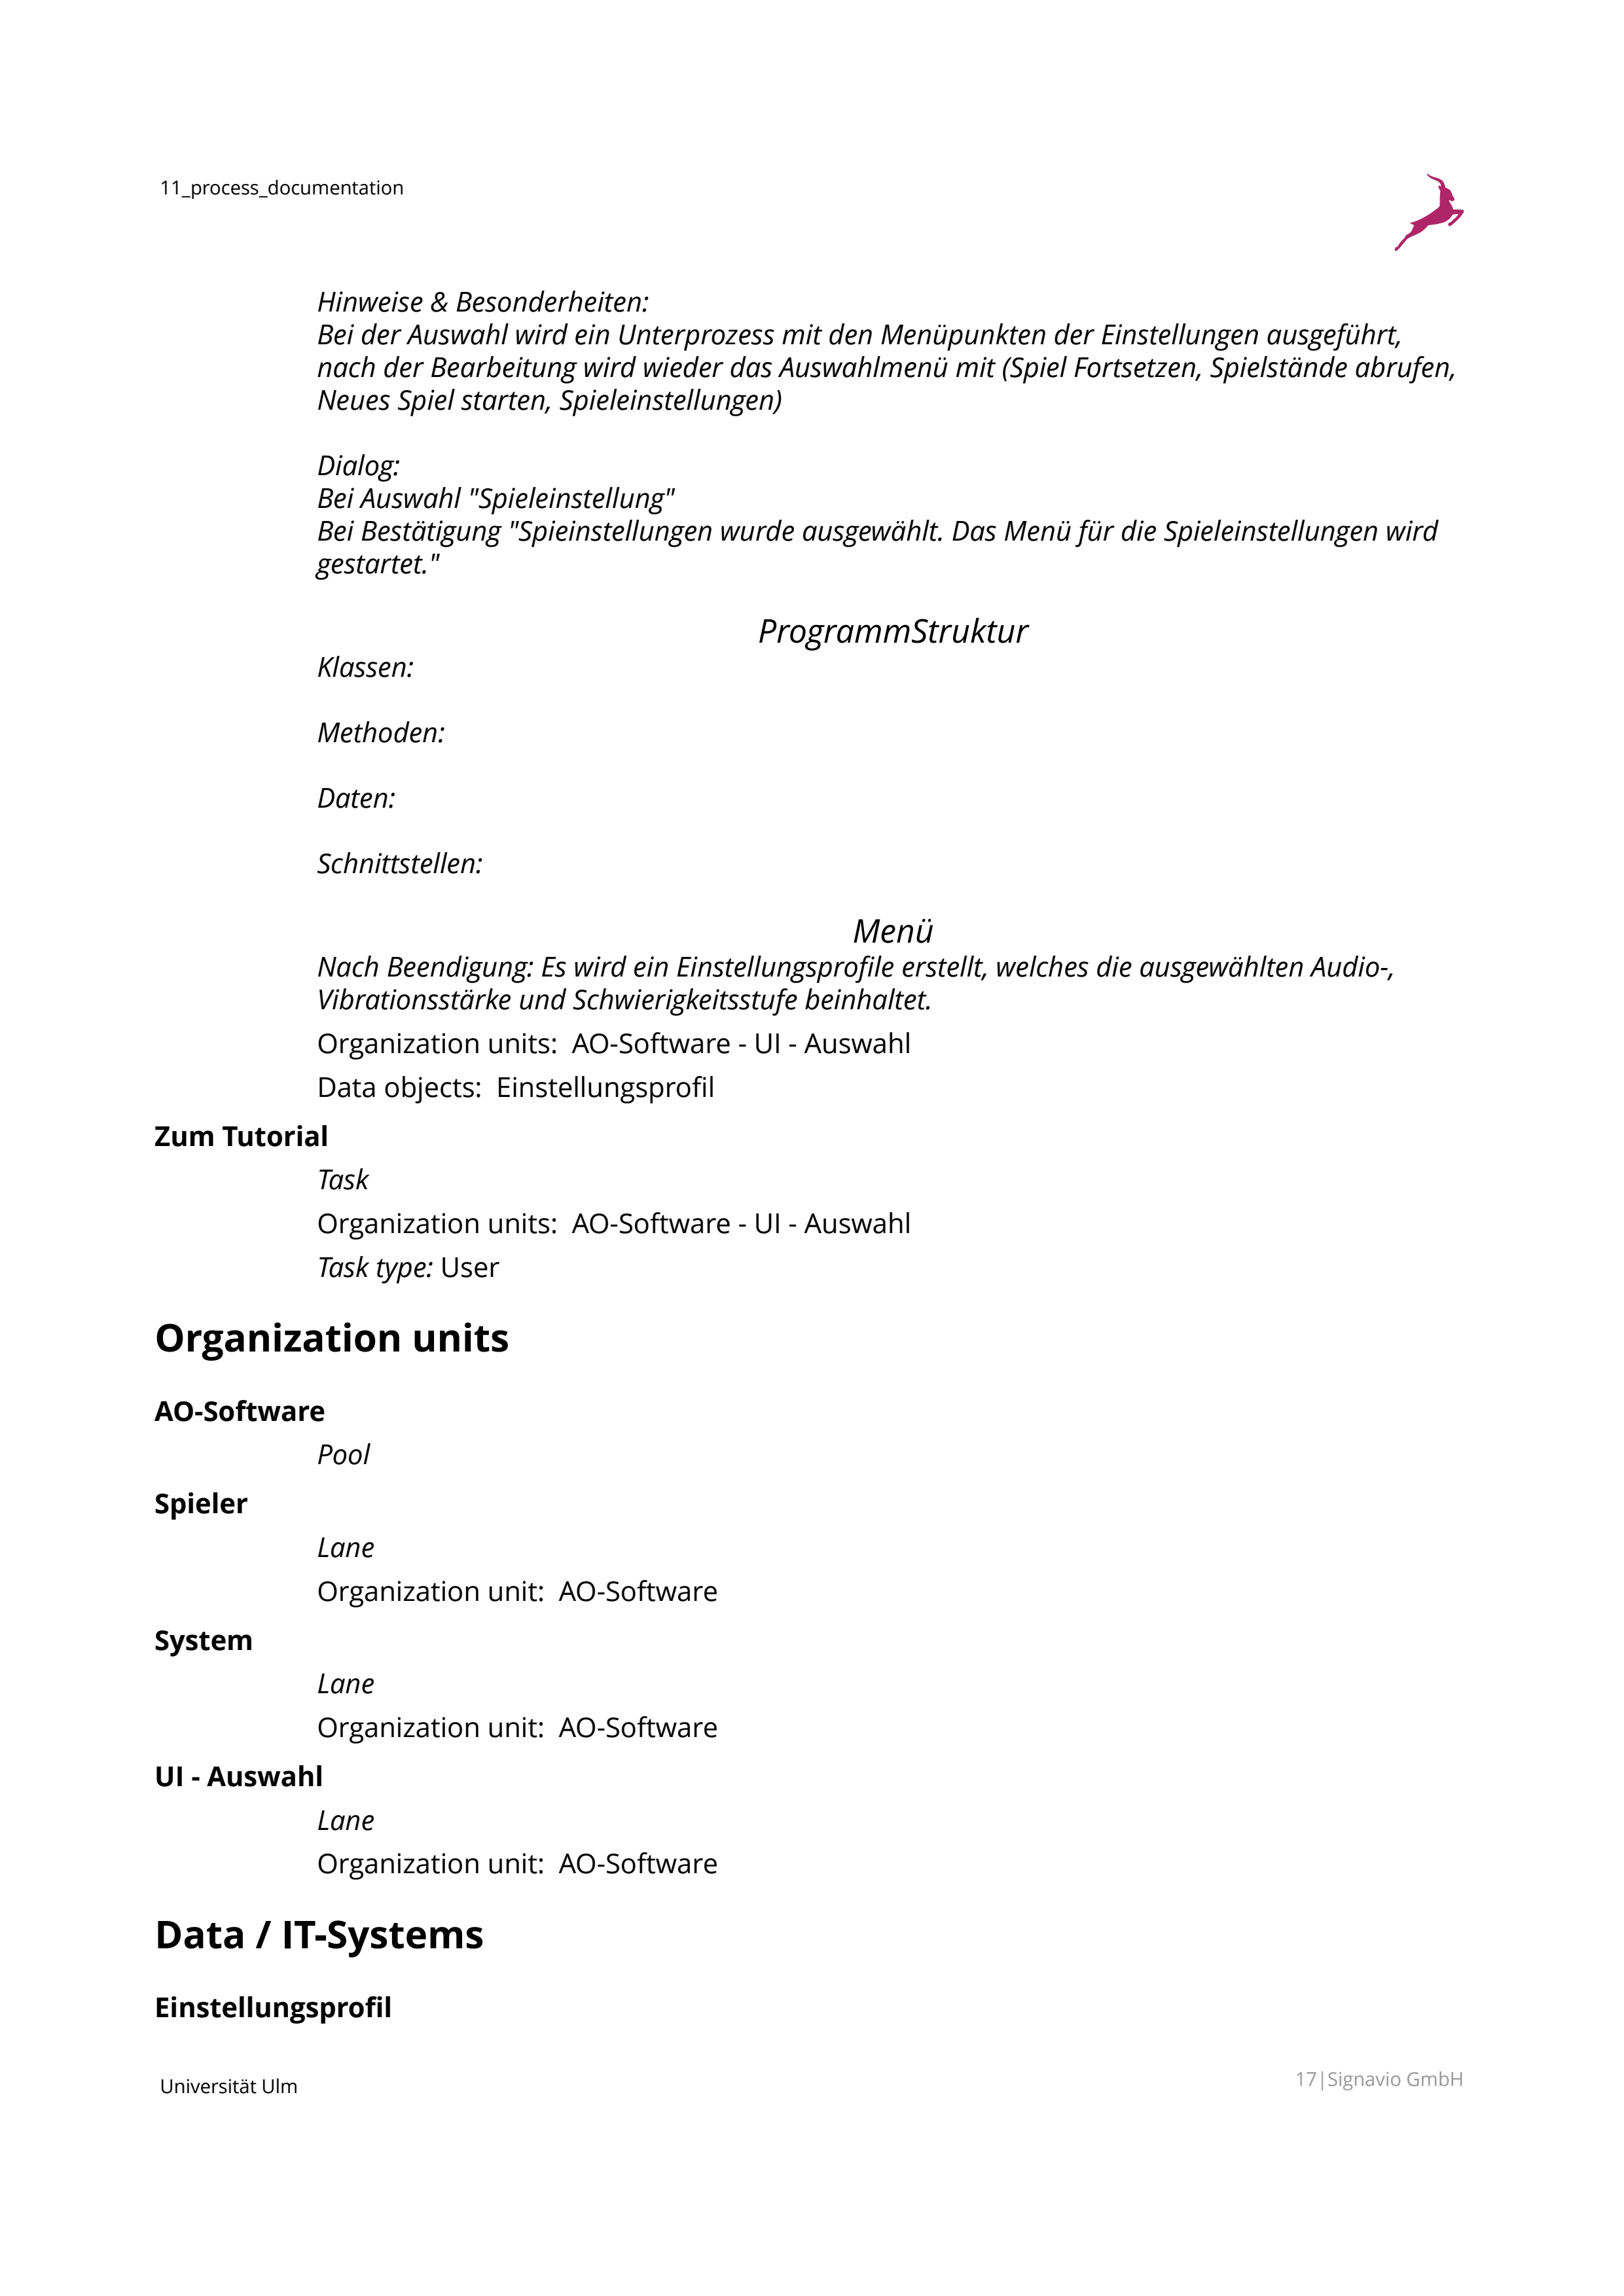 11_process_documentation
Hinweise & Besonderheiten:
Bei der Auswahl wird ein Unterprozess mit den Menüpunkten der Einstellungen ausgeführt,
nach der Bearbeitung wird wieder das Auswahlmenü mit (Spiel Fortsetzen, Spielstände abrufen,
Neues Spiel starten, Spieleinstellungen)
Dialog:
Bei Auswahl "Spieleinstellung"
Bei Bestätigung "Spieinstellungen wurde ausgewählt. Das Menü für die Spieleinstellungen wird
gestartet."
ProgrammStruktur
Klassen:
Methoden:
Daten:
Schnittstellen:
Menü
Nach Beendigung: Es wird ein Einstellungsprofile erstellt, welches die ausgewählten Audio-,
Vibrationsstärke und Schwierigkeitsstufe beinhaltet.
Organization units:  AO-Software - UI - Auswahl
Data objects:  Einstellungsprofil
Zum Tutorial
Task
Organization units:  AO-Software - UI - Auswahl
Task type: User
Organization units
AO-Software
Pool
Spieler
Lane
Organization unit:  AO-Software
System
Lane
Organization unit:  AO-Software
UI - Auswahl
Lane
Organization unit:  AO-Software
Data / IT-Systems
Einstellungsprofil
Universität Ulm
17|Signavio GmbH